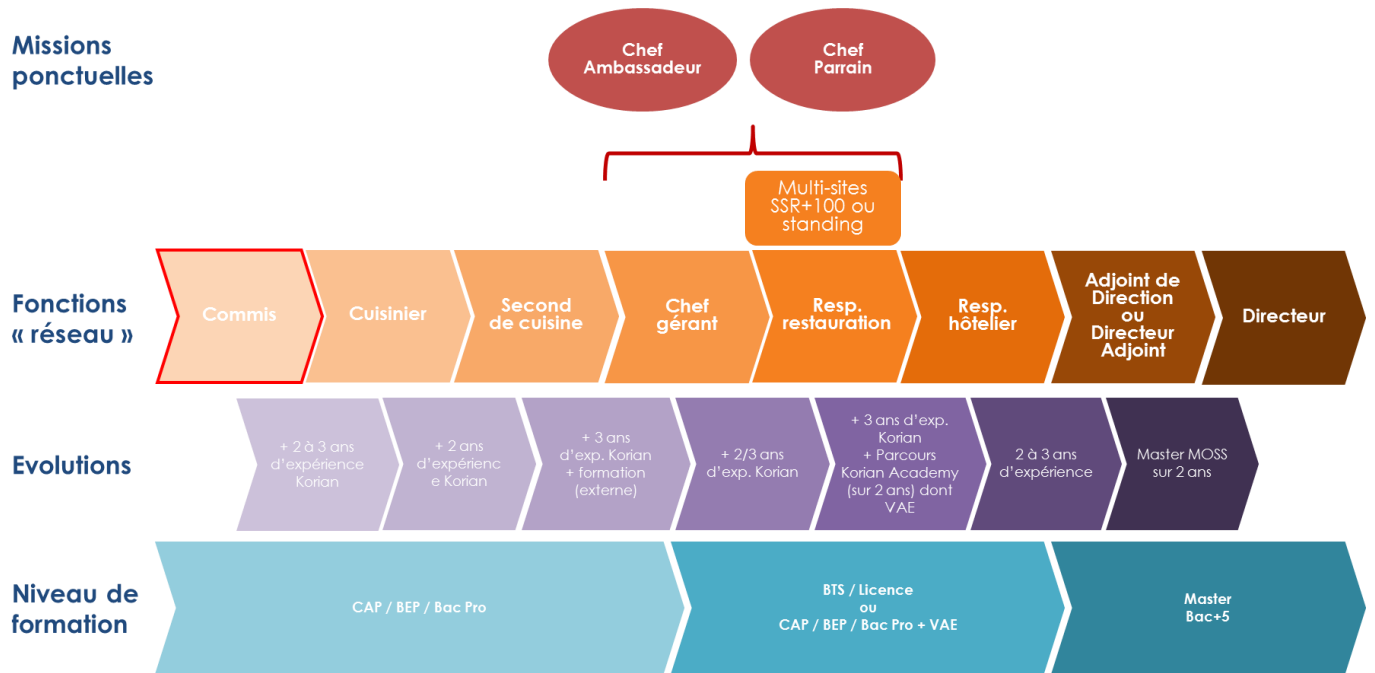 Missions
ponctuelles
Chef
Ambassadeur
Chef
Parrain
Multi-sites
SSR+100 ou
standing
Fonctions
« réseau »
Commis
Cuisinier
Second
de cuisine
Chef
gérant
Resp.
restauration
Resp.
hôtelier
Adjoint de
Direction
ou
Directeur
Adjoint
Directeur
Evolutions
+ 2 à 3 ans
d'expérience
Korian
+ 2 ans
d'expérienc
e Korian
+ 3 ans
d'exp. Korian
+ formation
(externe)
+ 2/3 ans
d'exp. Korian
+ 3 ans d'exp.
Korian
+ Parcours
Korian Academy
(sur 2 ans) dont
VAE
2 à 3 ans
d'expérience
Master MOSS
sur 2 ans
Niveau de
formation
CAP / BEP / Bac Pro
BTS / Licence
ou
CAP / BEP / Bac Pro + VAE
Master
Bac+5